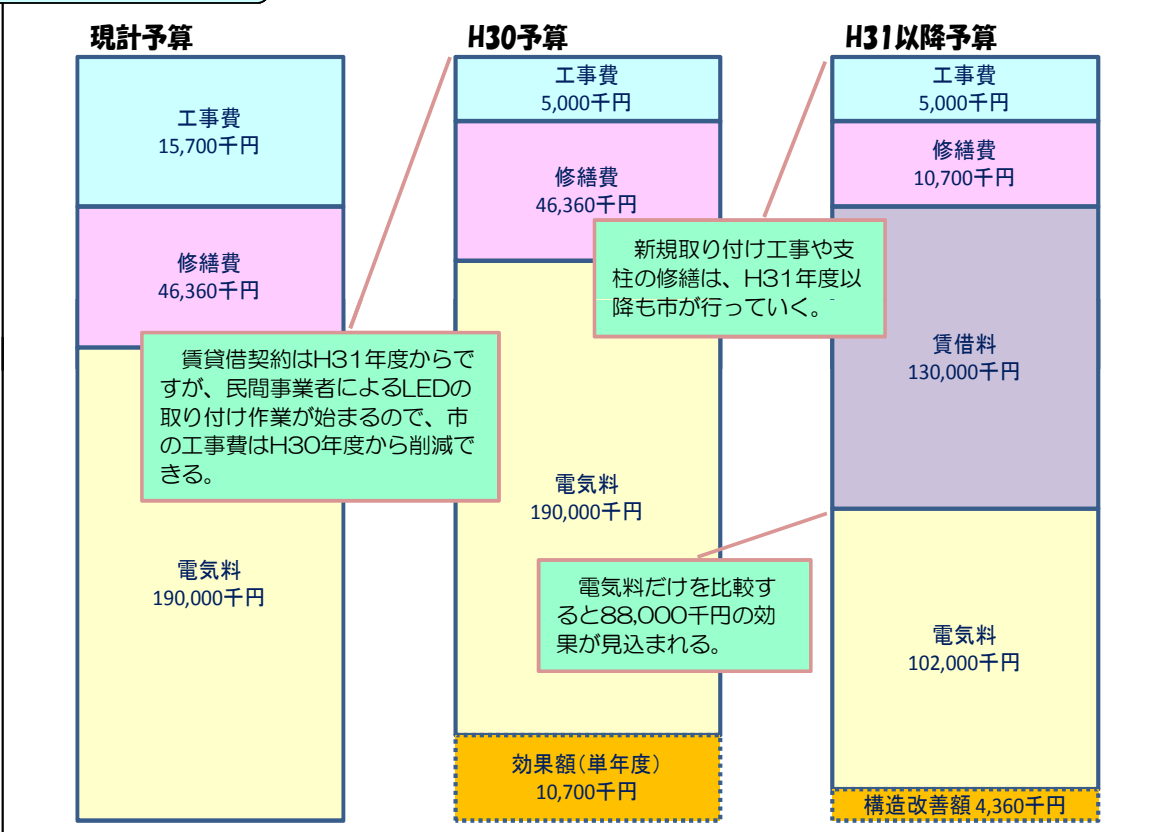 現計予算
工事費
15,700千円
修繕費
46,360千円
電気料
190,000千円
賃貸借契約はH31年度からで
すが、民間事業者によるLEDの
取り付け作業が始まるので、市
の工事費はH30年度から削減で
きる。
H30予算
工事費
5,000千円
修繕費
46,360千円
電気料
190,000千円
効果額(単年度)
10,700千円
新規取り付け工事や支
柱の修繕は、H31年度以
降も市が行っていく。
電気料だけを比較す
ると88,000千円の効
果が見込まれる。
H31以降予算
工事費
5,000千円
修繕費
10,700千円
賃借料
130,000千円
電気料
102,000千円
構造改善額 4,360千円